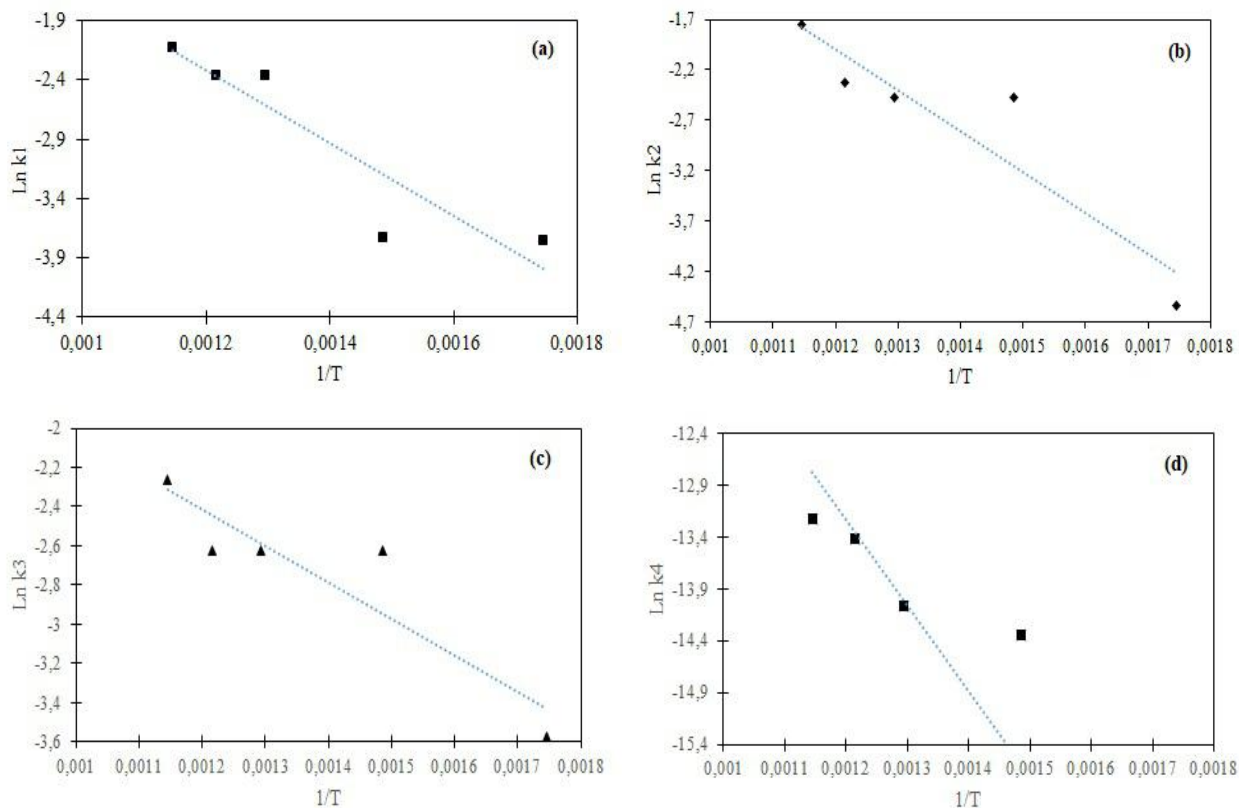 -1,9
-2,4
-2,9
-3,4
-3,9
-4,4
Ln k1
(a)
0,001 0,0012 0,0014 0,0016 0,0018
1/T
-1,7
-2,2
-2,7
-3,2
-3,7
-4,2
-4,7
Ln k2
(b)
0,001 0,0011 0,0012 0,0013 0,0014 0,0015 0,0016 0,0017 0,0018
1/T
-2
-2,2
-2,4
-2,6
-2,8
-3
-3,2
-3,4
-3,6
Ln k3
(c)
0,001 0,0011 0,0012 0,0013 0,0014 0,0015 0,0016 0,0017 0,0018
1/T
-12,4
-12,9
-13,4
-13,9
-14,4
-14,9
-15,4
Ln k4
(d)
0,001 0,0011 0,0012 0,0013 0,0014 0,0015 0,0016 0,0017 0,0018
1/T